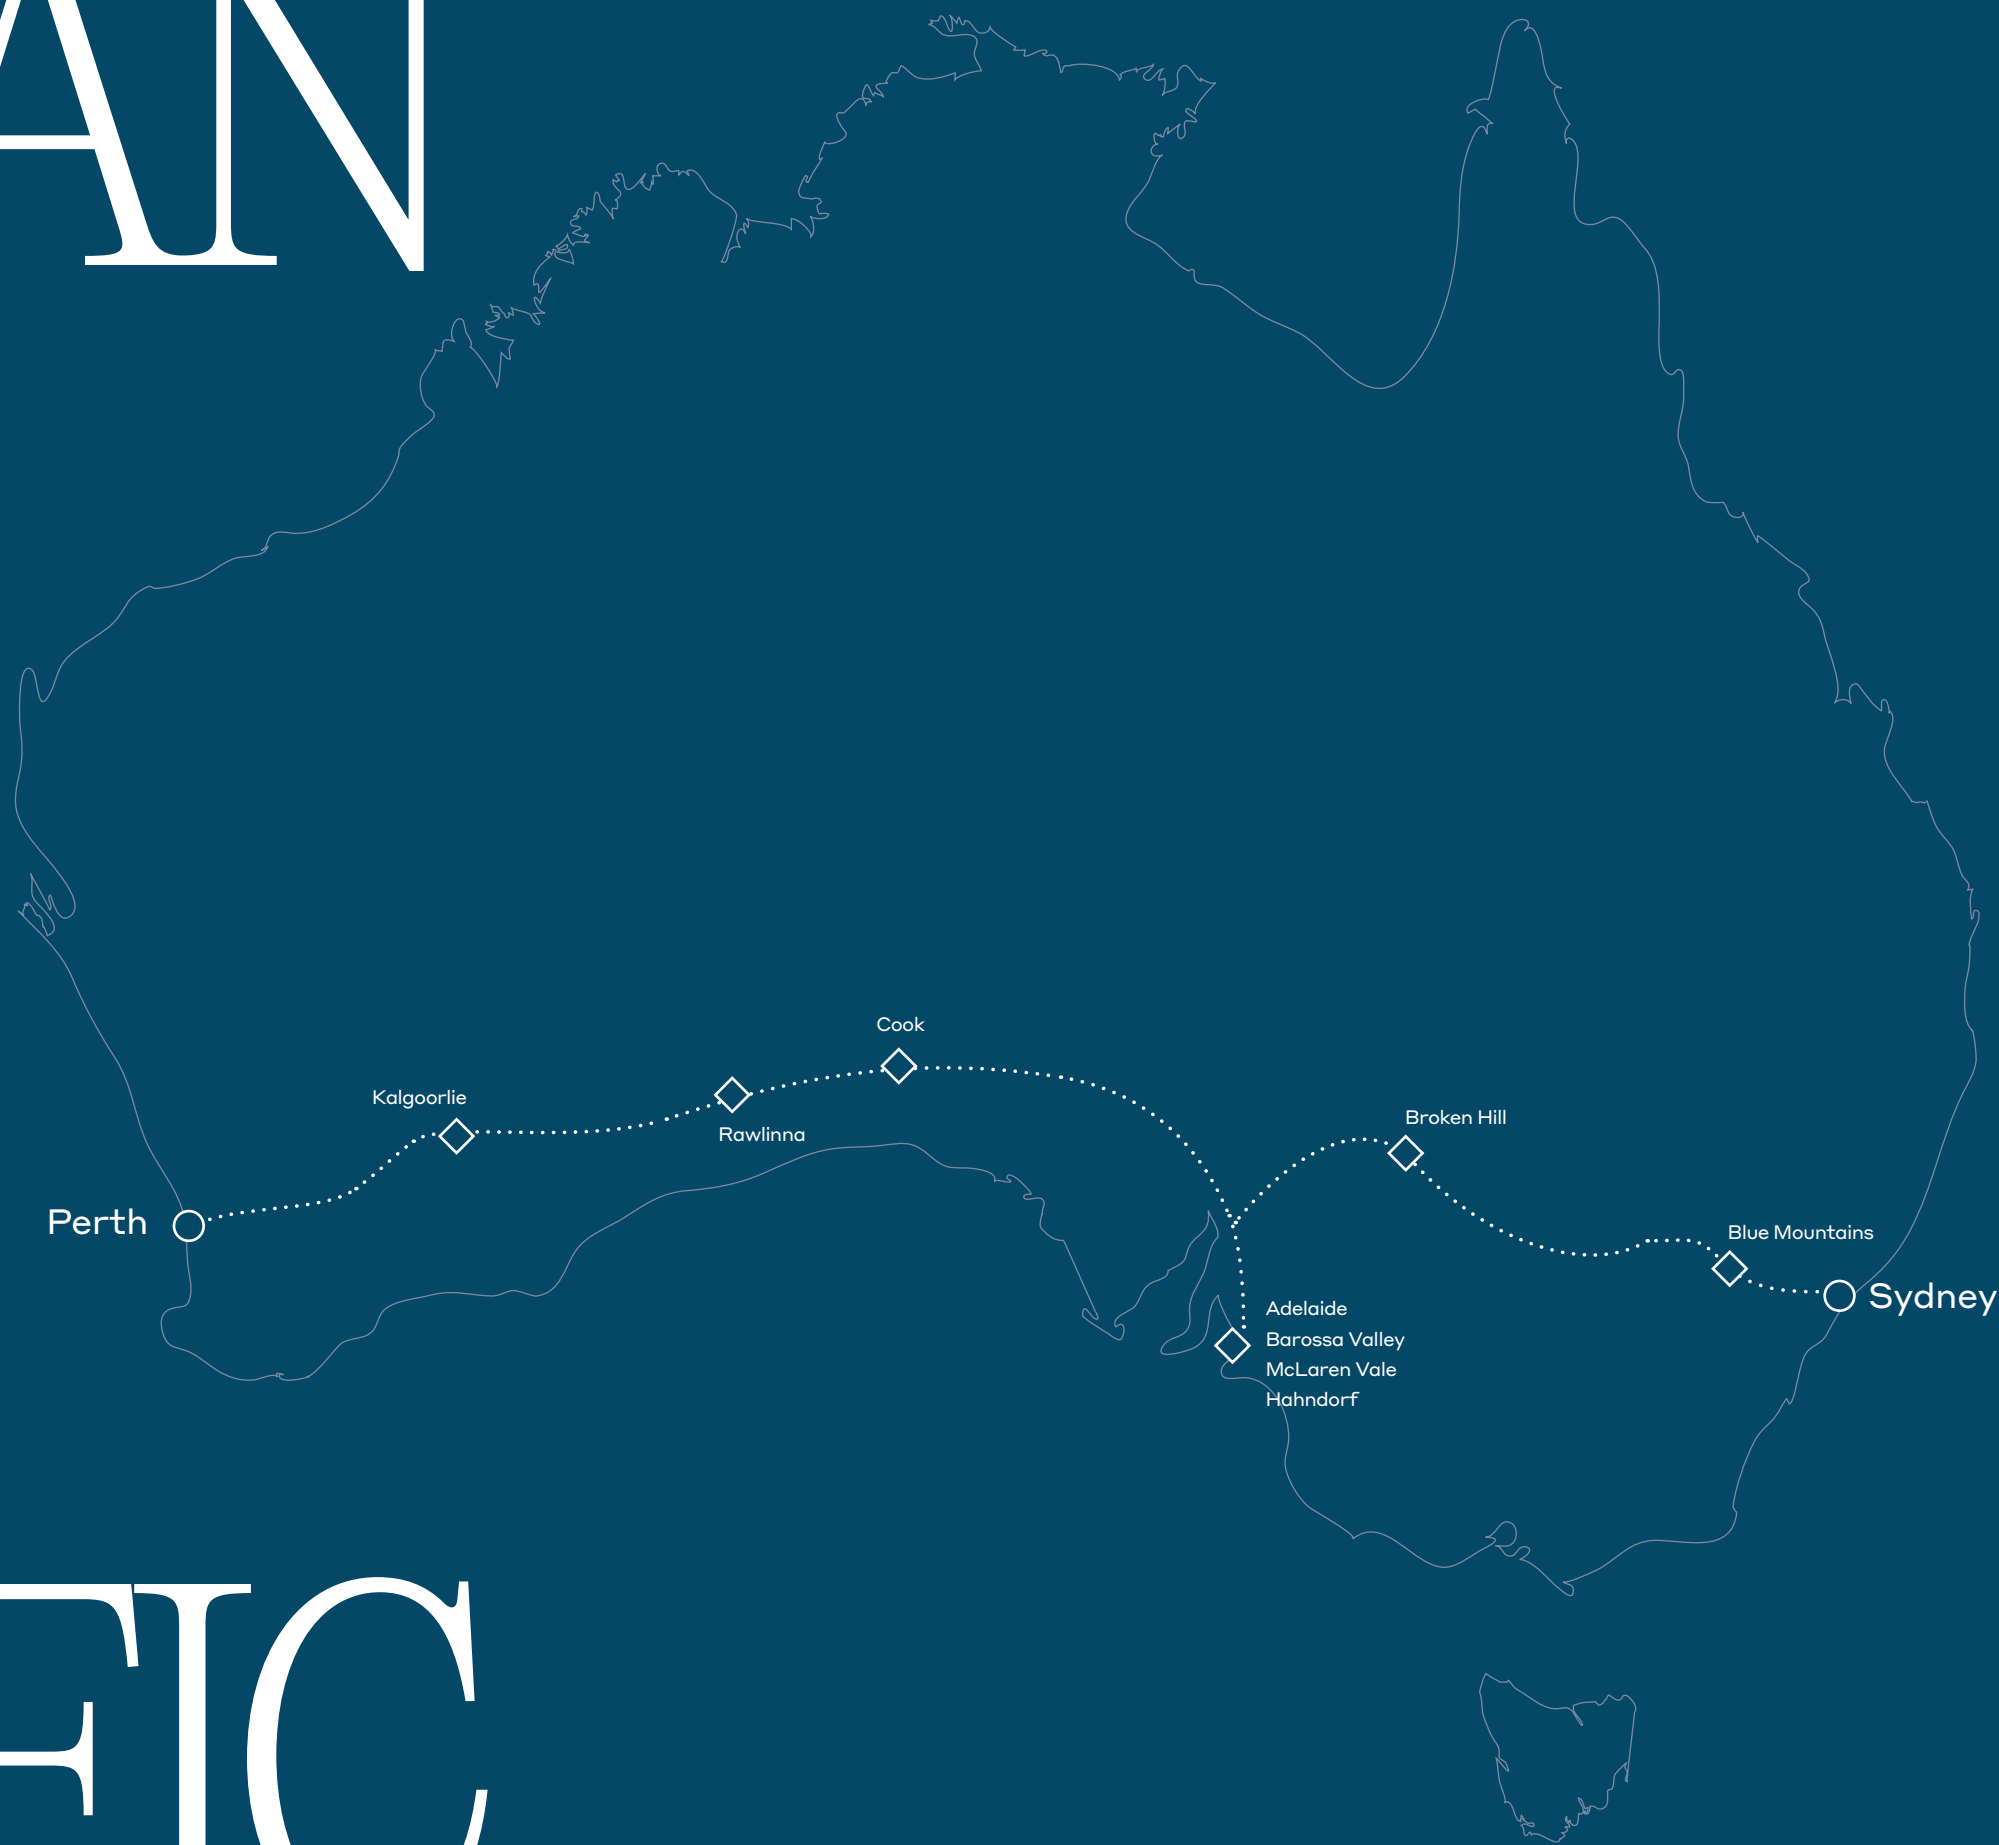 AN
Cook
Kalgoorlie
Rawlinna
Broken Hill
Perth
Blue Mountains
Sydney
Adelaide
Barossa Valley
McLaren Vale
Hahndorf
FIC